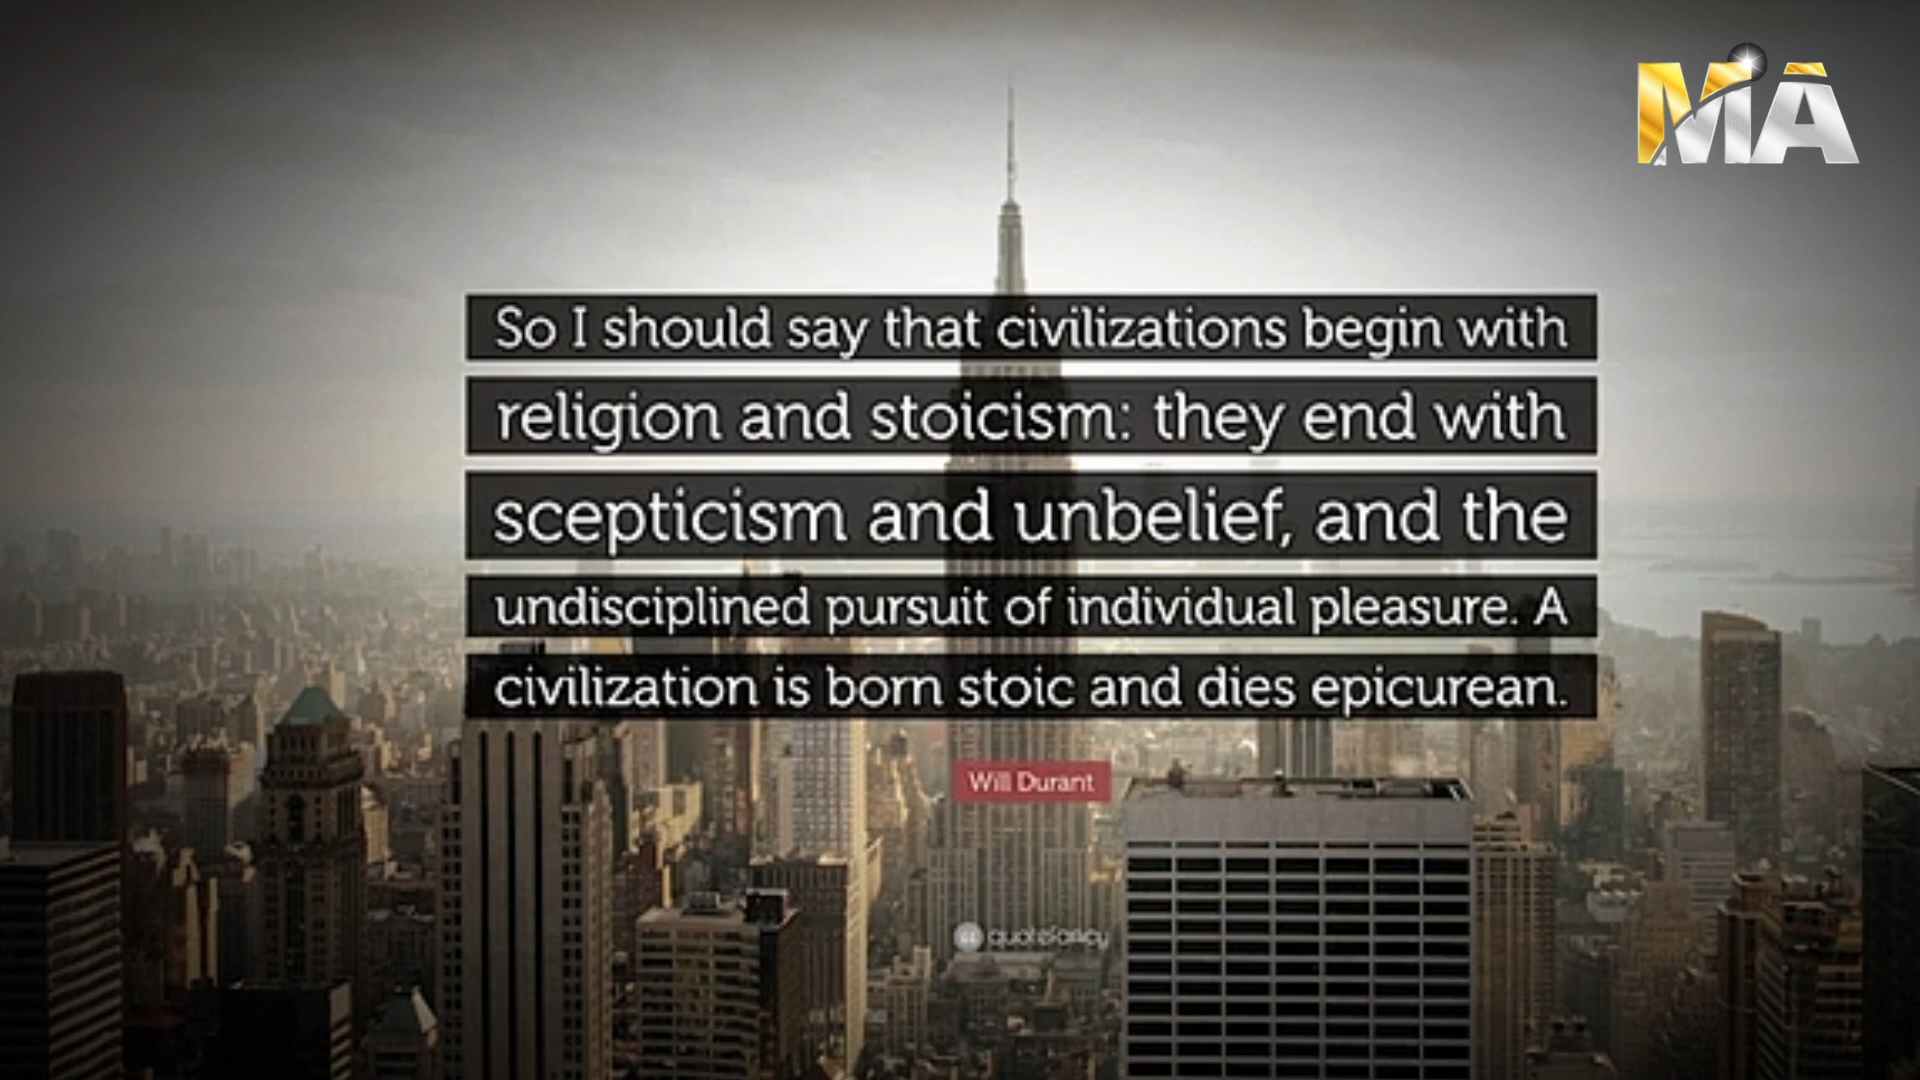 MA
So I should say that civilizations begin with
religion and stoicism: they end with
scepticism and unbelief, and the
undisciplined pursuit of individual pleasure. A
civilization is born stoic and dies epicurean.
Will Durant
quotefancy